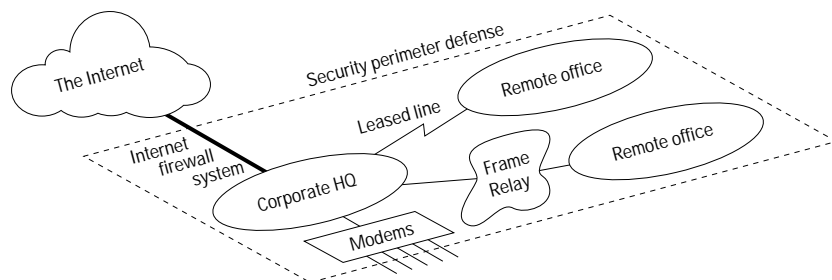 The Internet
Security perimeter defense
Remote office
Leased line
Internet
firewall
system
Remote office
Frame
Relay
Corporate HQ
Modems